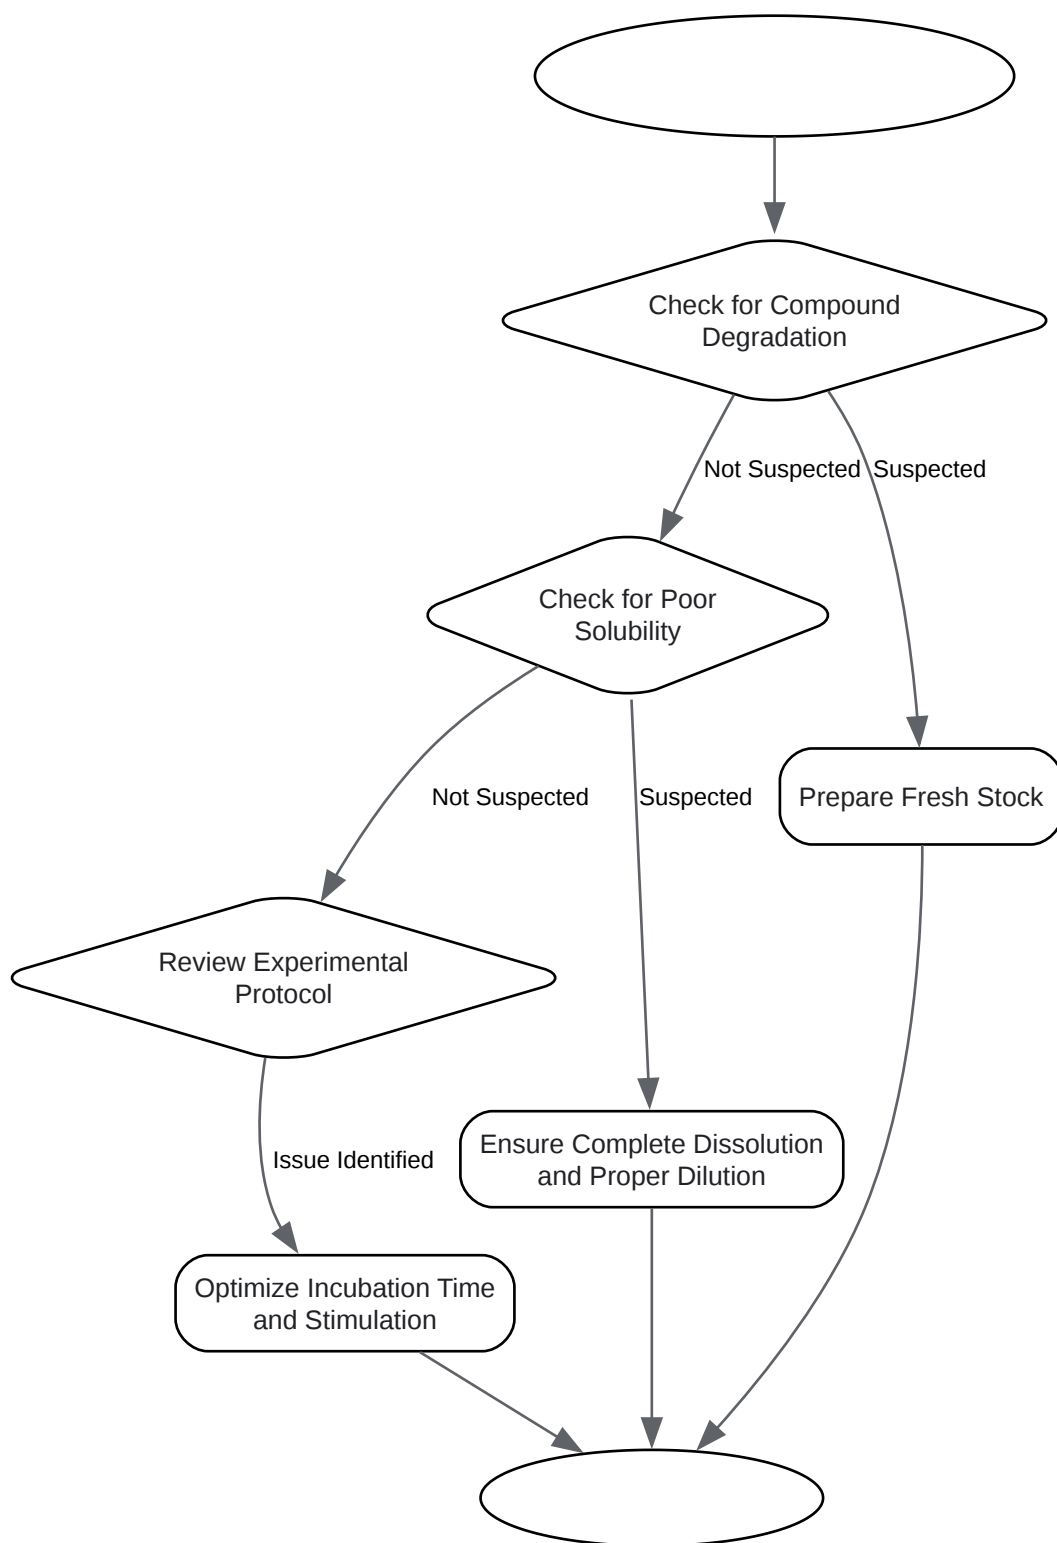 Check for Compound
Degradation
Not Suspected
Suspected
Check for Poor
Solubility
Not Suspected
Suspected
Prepare Fresh Stock
Review Experimental
Protocol
Ensure Complete Dissolution
and Proper Dilution
Issue Identified
Optimize Incubation Time
and Stimulation